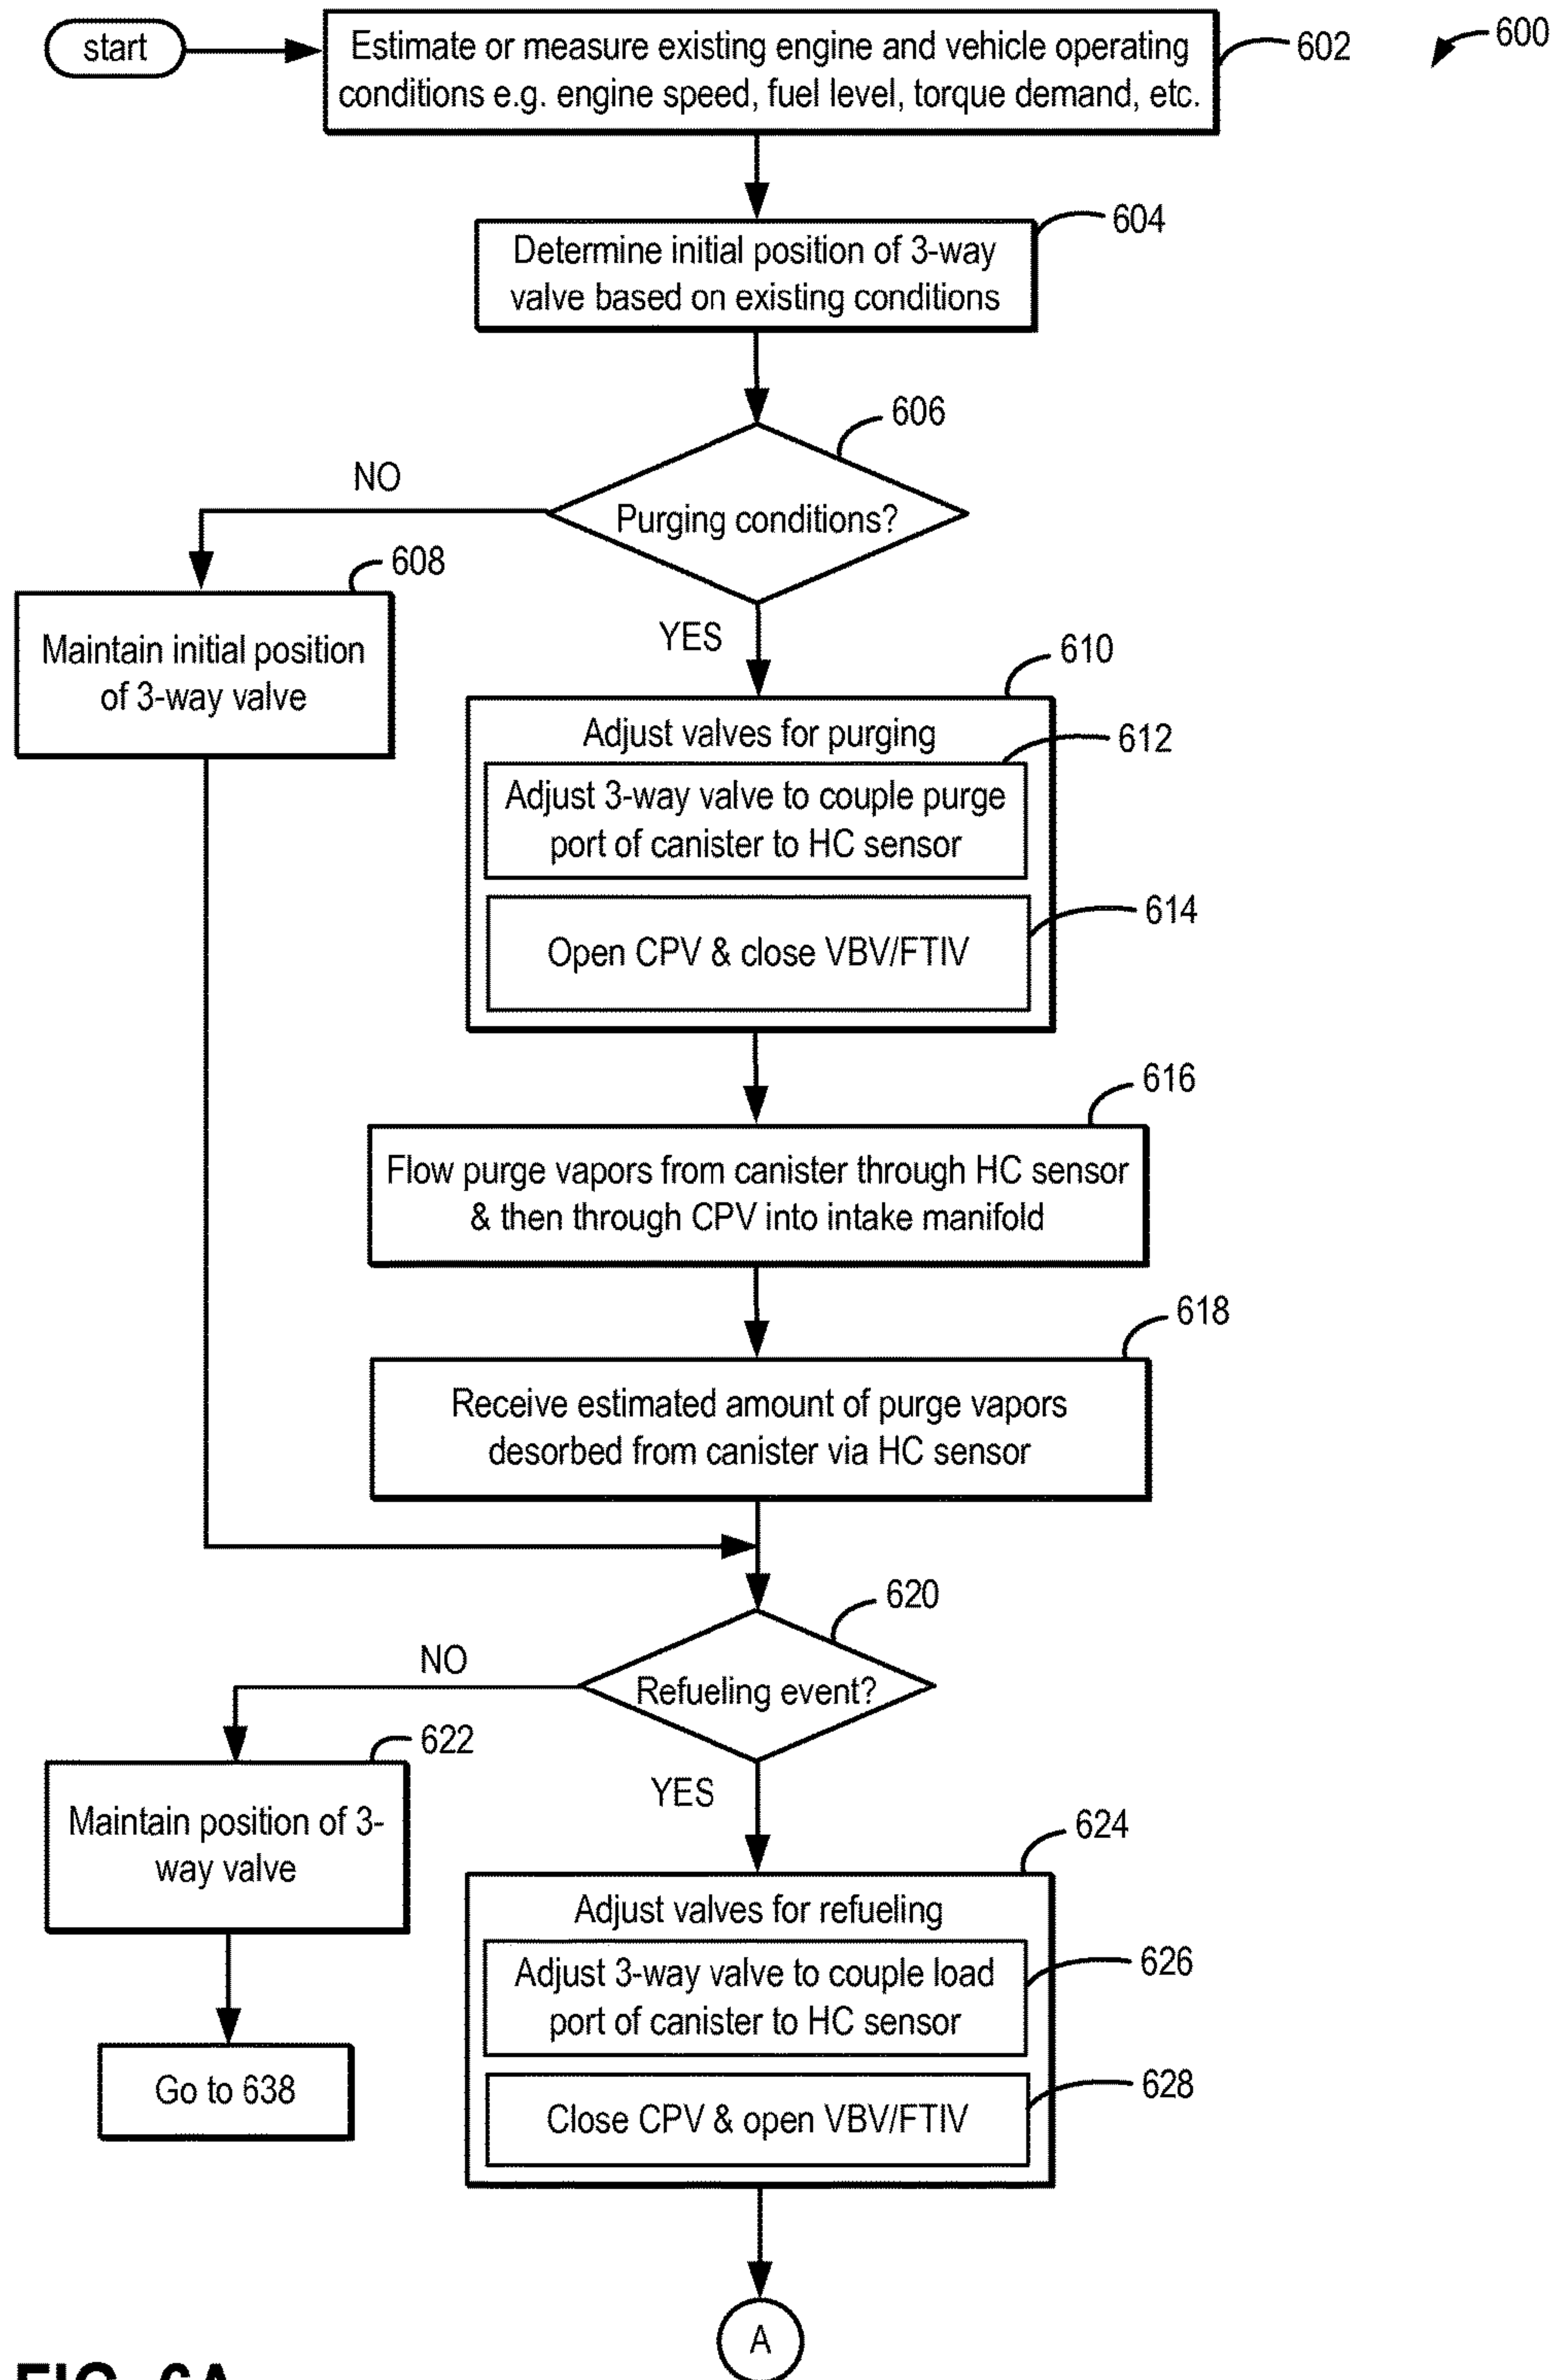 start
Estimate or measure existing engine and vehicle operating
conditions e.g. engine speed, fuel level, torque demand, etc.
602
600
604
Determine initial position of 3-way
valve based on existing conditions
606
NO
Purging conditions?
608
YES
Maintain initial position
of 3-way valve
610
Adjust valves for purging
612
Adjust 3-way valve to couple purge
port of canister to HC sensor
614
Open CPV & close VBV/FTIV
616
Flow purge vapors from canister through HC sensor
& then through CPV into intake manifold
618
Receive estimated amount of purge vapors
desorbed from canister via HC sensor
620
NO
Refueling event?
622
YES
Maintain position of 3-
way valve
624
Adjust valves for refueling
626
Adjust 3-way valve to couple load
port of canister to HC sensor
Go to 638
628
Close CPV & open VBV/FTIV
A
FIG. 6A